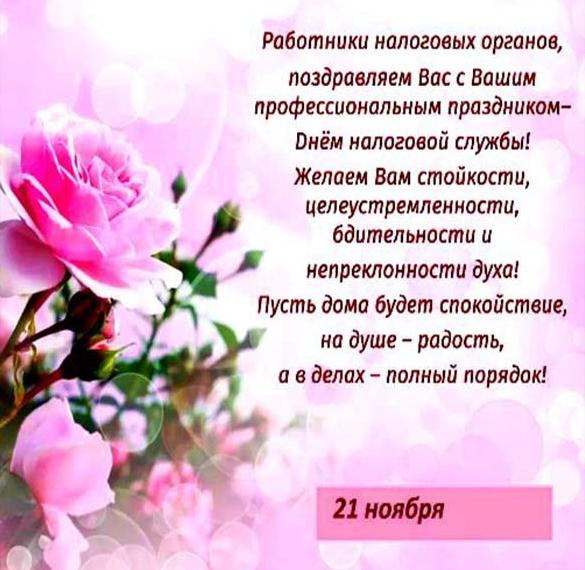 Работники налоговых органов,
поздравляем Вас с Вашим
профессиональным праздником–
Днём налоговой службы!
Желаем Вам стойкости,
целеустремленности,
бдительности и
непреклонности духа!
Пусть дома будет спокойствие,
на душе – радость,
а в делах – полный порядок!
21 ноября